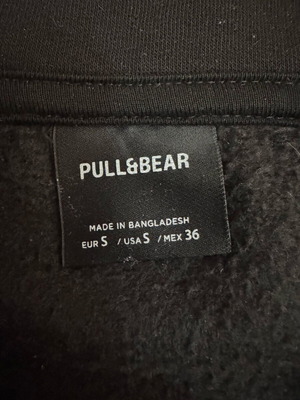 PULL&BEAR
MADE IN BANGLADESH
EUR S / USA S / MEX 36